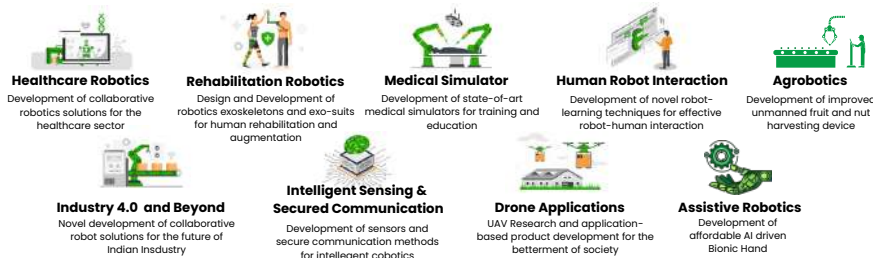 Healthcare Robotics
Development of collaborative
robotics solutions for the
healthcare sector
Rehabilitation Robotics
Design and Development of
robotics exoskeletons and exo-suits
for human rehabilitation and
augmentation
Medical Simulator
Development of state-of-art
medical simulators for training and
education
Human Robot Interaction
Development of novel robot-
learning techniques for effective
robot-human interaction
Agrobotics
Development of improved
unmanned fruit and nut
harvesting device
Industry 4.0 and Beyond
Novel development of collaborative
robot solutions for the future of
Indian Insdustry
Intelligent Sensing &
Secured Communication
Development of sensors and
secure communication methods
for intellegent cobotics
Drone Applications
UAV Research and application-
based product development for the
betterment of society
Assistive Robotics
Development of
affordable AI driven
Bionic Hand